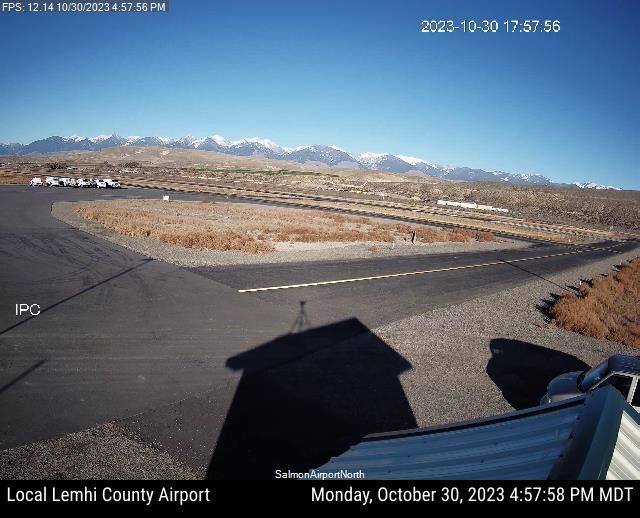 FPS: 12.14 10/30/2023 4:57:56 PM
2023-10-30 17:57:56
IPC
SalmonAirportNorth
Local Lemhi County Airport
Monday, October 30, 2023 4:57:58 PM MDT